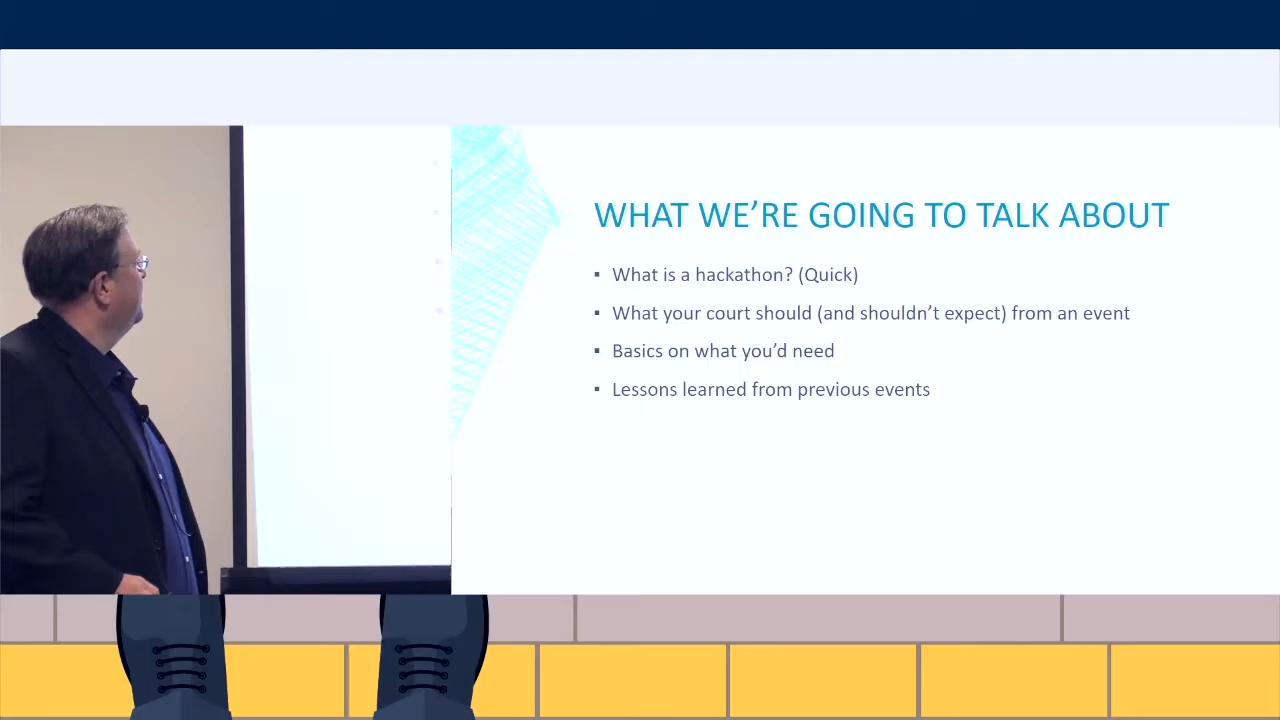 WHAT WE’RE GOING TO TALK ABOUT
▪ What is a hackathon? (Quick)
▪ What your court should (and shouldn’t expect) from an event
▪ Basics on what you’d need
▪ Lessons learned from previous events